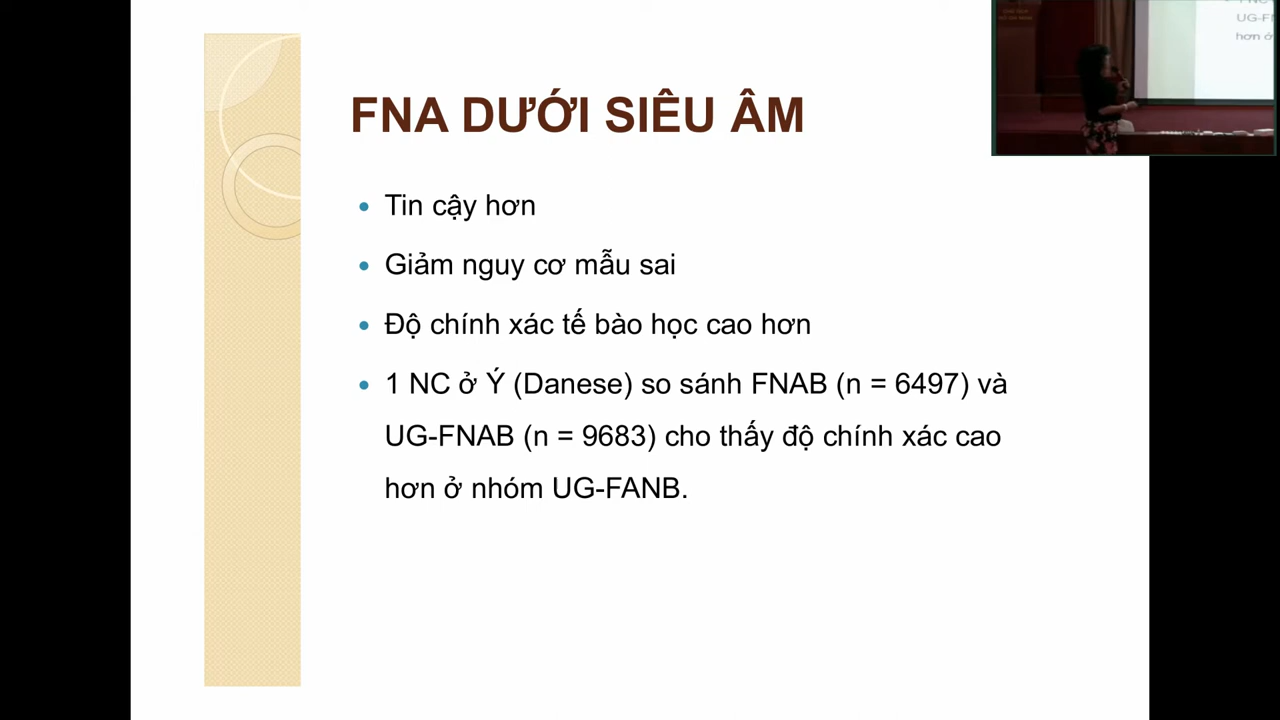 FNA DƯỚI SIÊU ÂM
Tin cậy hơn
Giảm nguy cơ mẫu sai
Độ chính xác tế bào học cao hơn
1 NC ở Ý (Danese) so sánh FNAB (n = 6497) và
UG-FNAB (n = 9683) cho thấy độ chính xác cao
hơn ở nhóm UG-FANB.
hơn ở